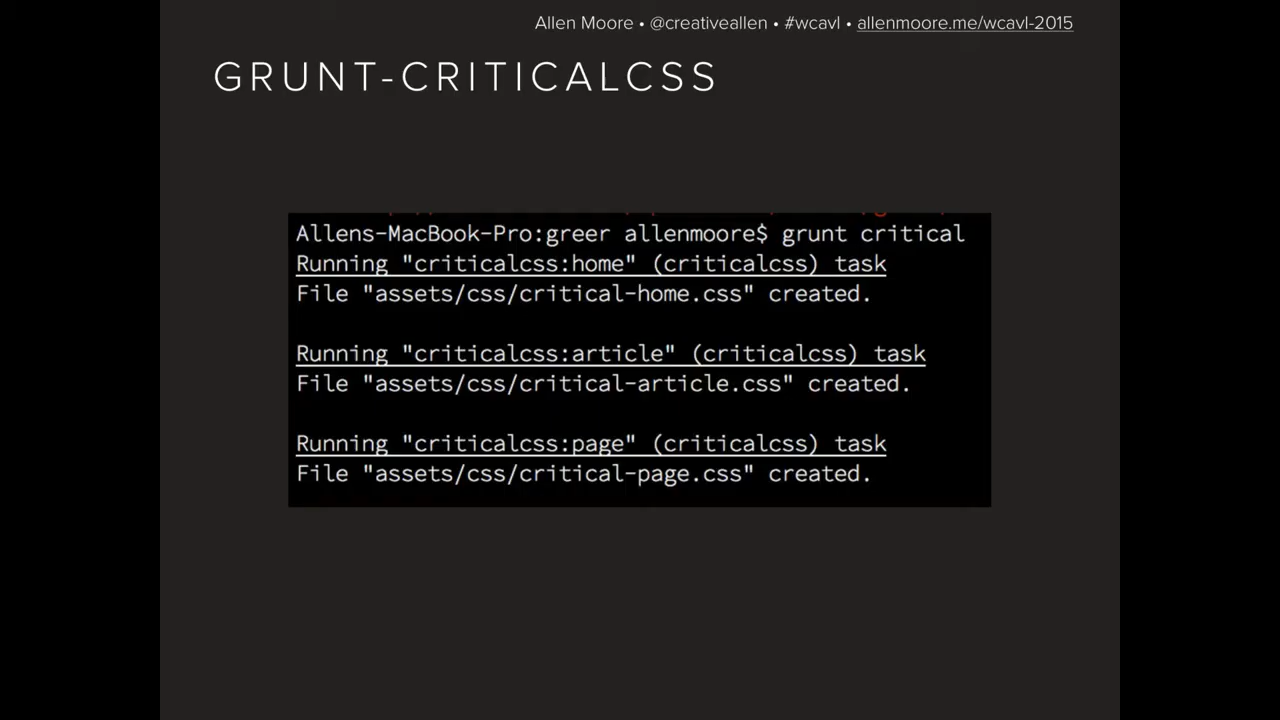 Allen Moore • @creativeallen • #wcavl • allenmoore.me/wcavl-2015
GRUNT-CRITICALCSS
Allens-MacBook-Pro:greer allenmoore$ grunt critical
Running "criticalcss:home" (criticalcss) task
File "assets/css/critical-home.css" created.
Running "criticalcss:article" (criticalcss) task
File "assets/css/critical-article.css" created.
Running "criticalcss:page" (criticalcss) task
File "assets/css/critical-page.css" created.